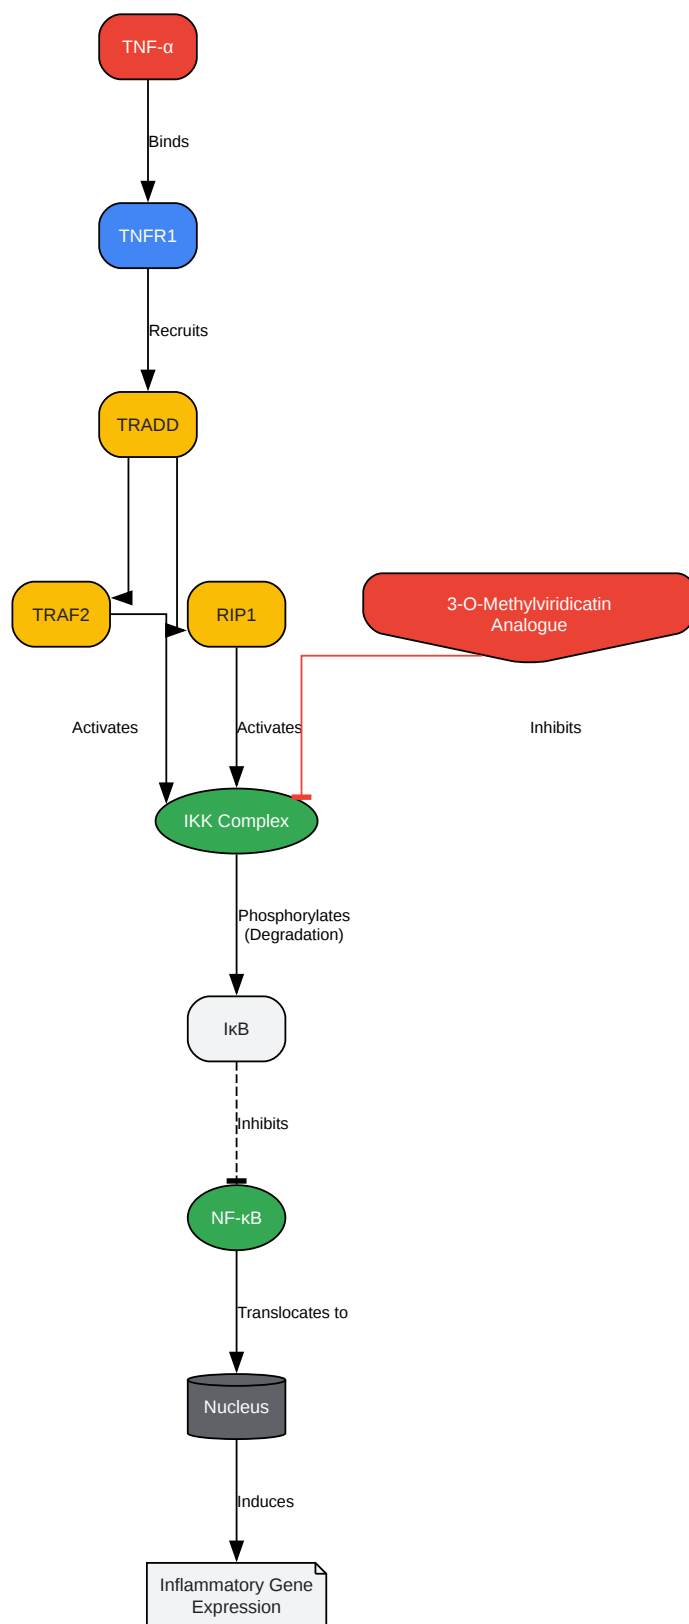 TNF-α
Binds
TNFR1
Recruits
TRADD
TRAF2
RIP1
3-O-Methylviridicatin
Analogue
Activates
Activates
Inhibits
IKK Complex
Phosphorylates
(Degradation)
IκB
Inhibits
NF-κB
Translocates to
Nucleus
Induces
Inflammatory Gene
Expression